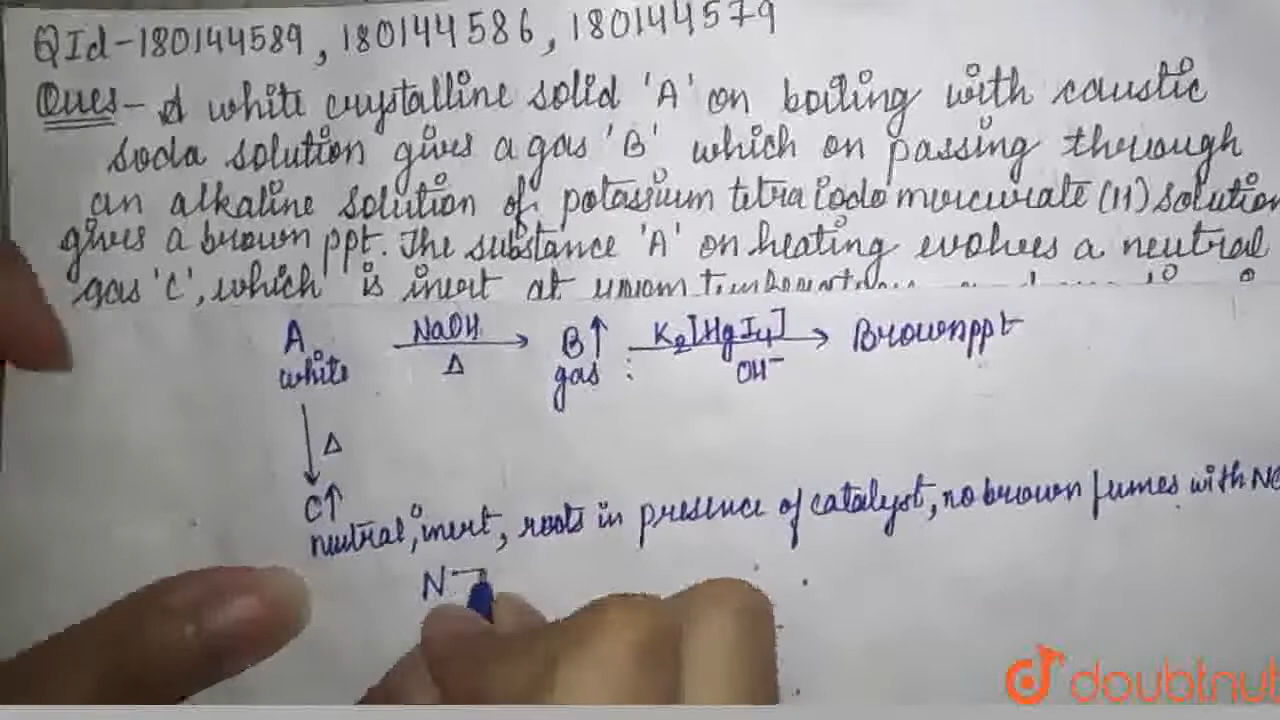 QId-180144589, 180144586, 180144579
Ques - A white crystalline solid 'A' on boiling with caustic
soda solution gives a gas 'B' which on passing through
an alkaline solution of potassium tetraiodomercurate (II) solution
gives a brown ppt. The substance 'A' on heating evolves a neutral
gas 'C', which is inert at room temperature
A NaOH B↑ K2[HgI4] Brown ppt
white Δ gas : OH⁻
Δ
C↑
neutral, inert, reacts in presence of catalyst, no brown fumes with
N
doubtnut